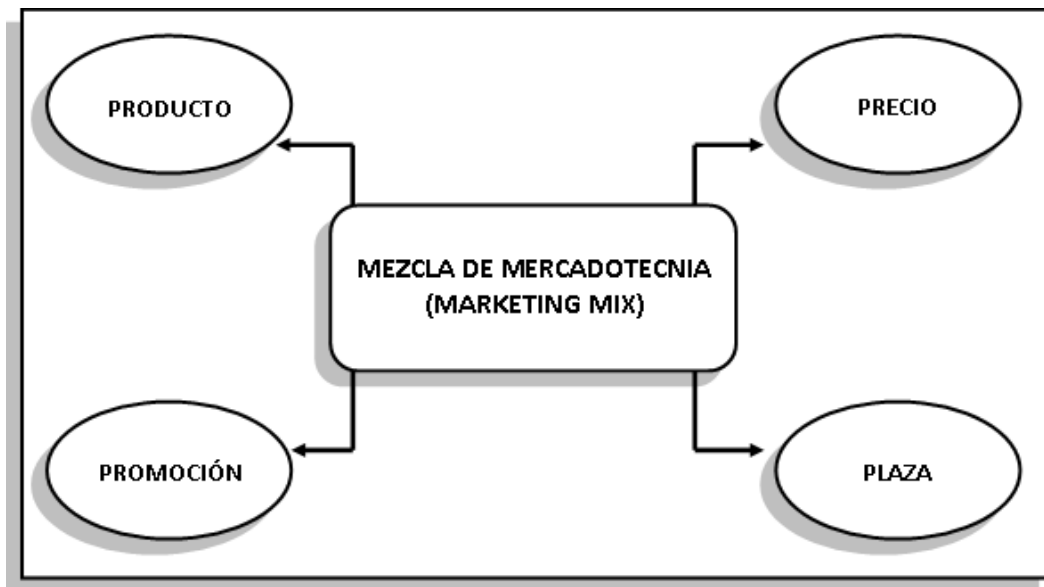 PRODUCTO
PRECIO
MEZCLA DE MERCADOTECNIA
(MARKETING MIX)
PROMOCIÓN
PLAZA